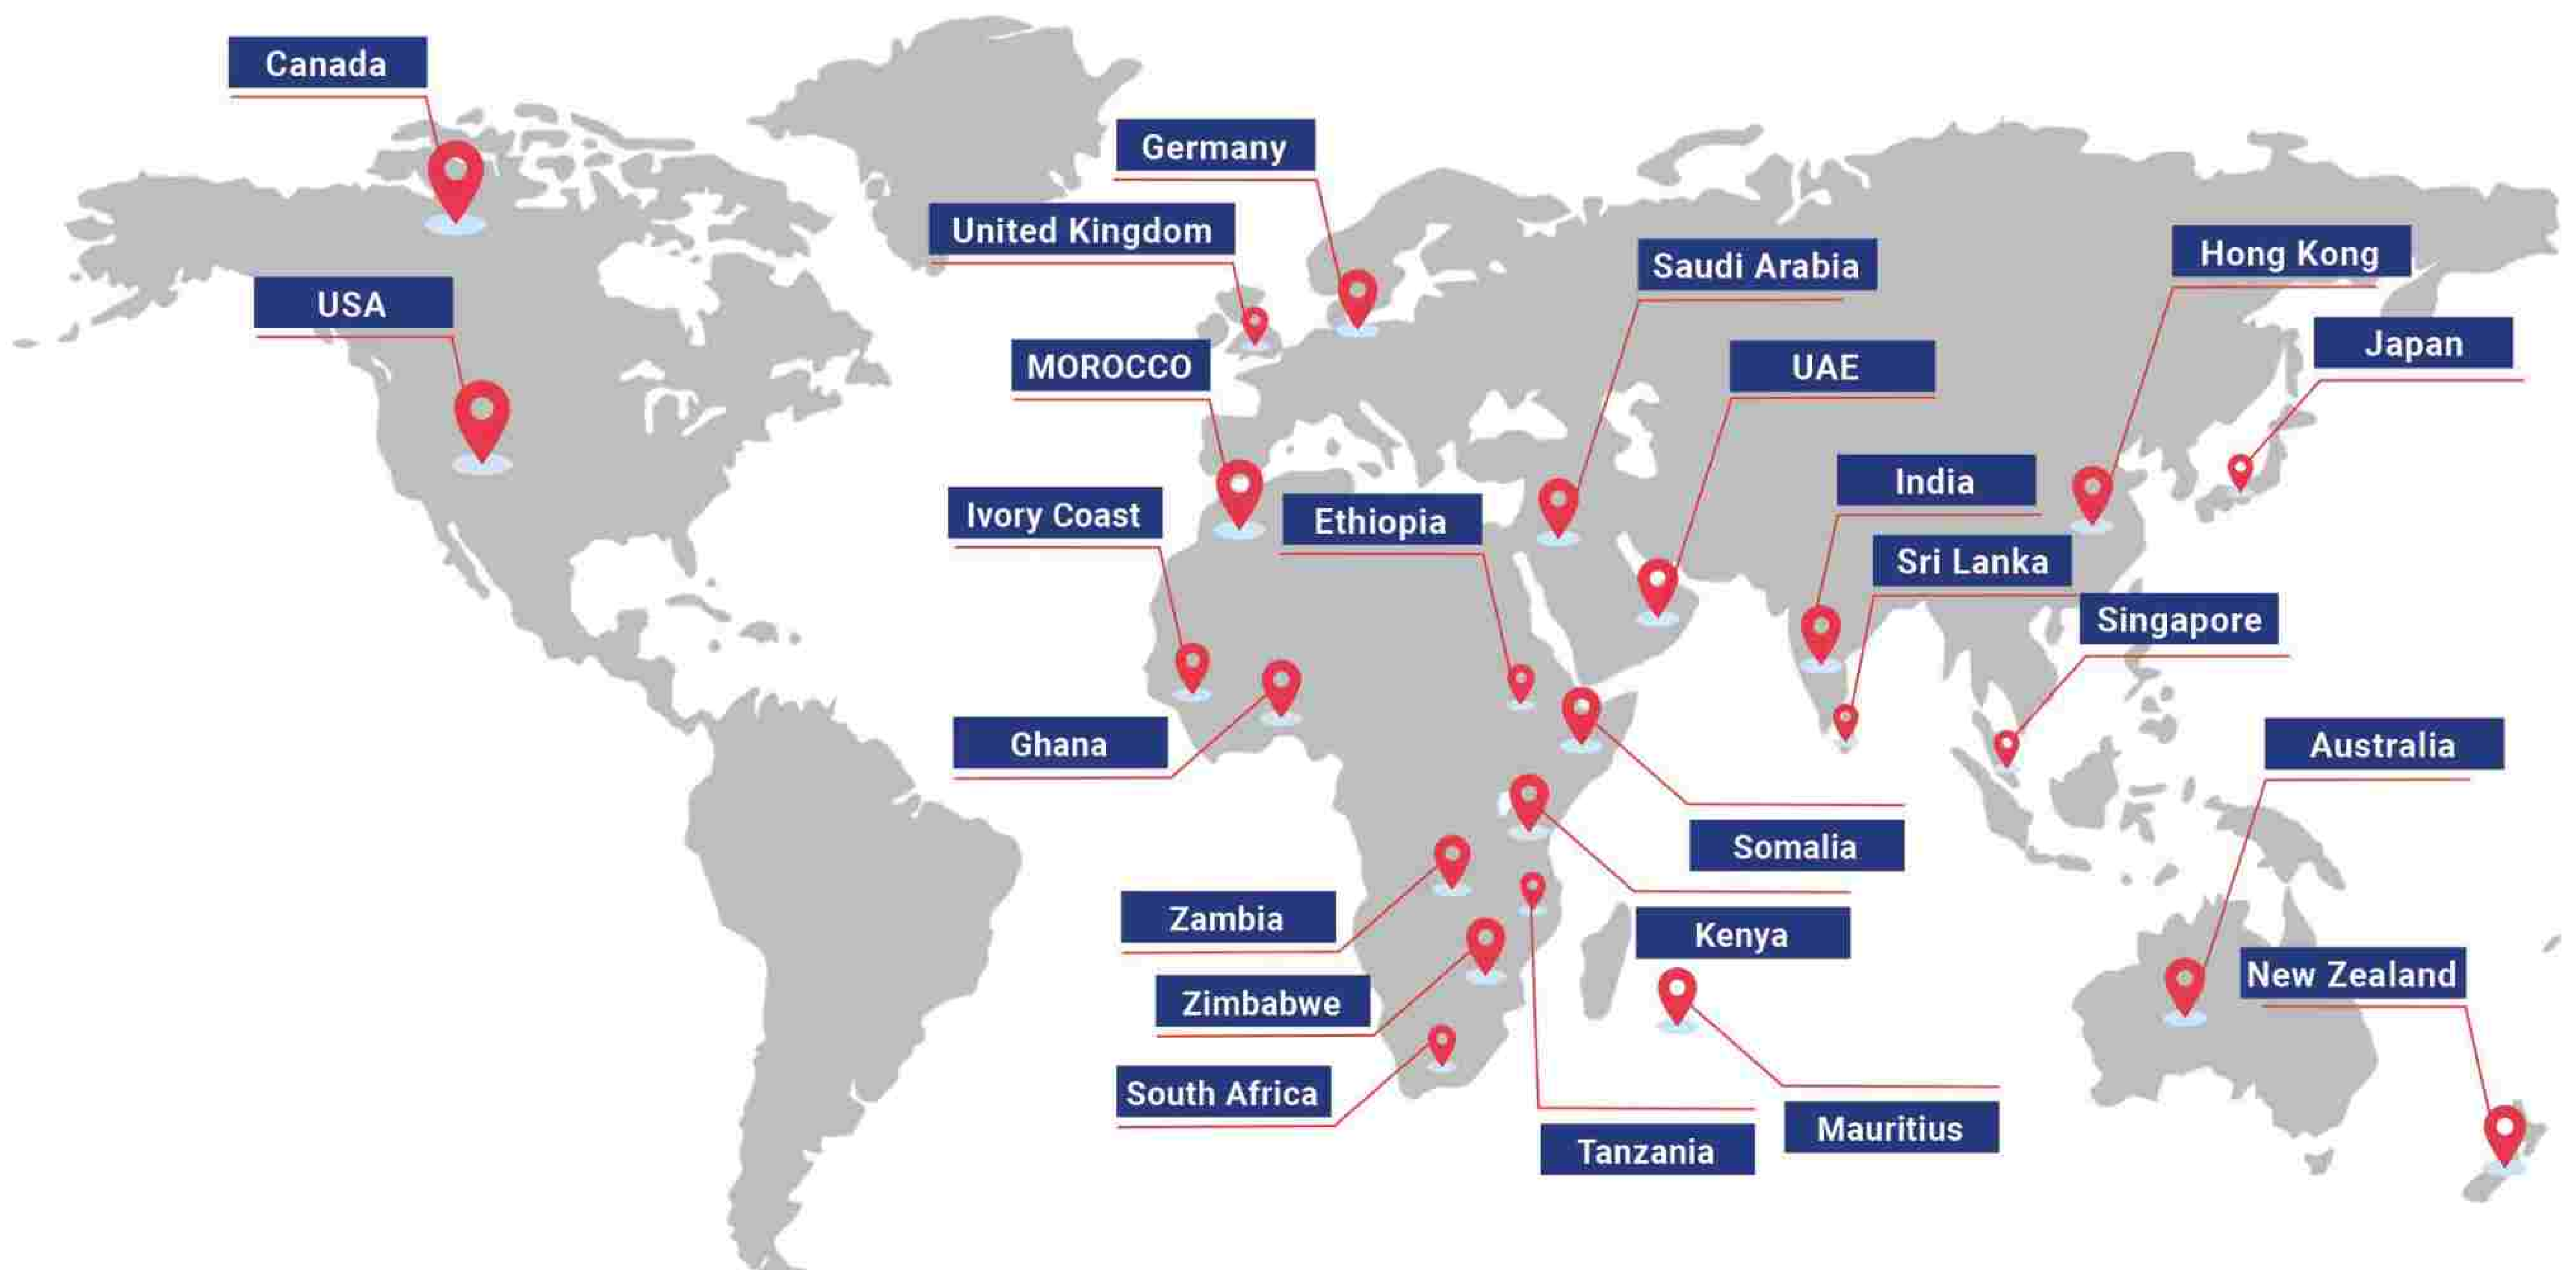 Canada
Germany
United Kingdom
Hong Kong
Saudi Arabia
USA
Japan
MOROCCO
UAE
India
Ivory Coast
Ethiopia
Sri Lanka
Singapore
Ghana
Australia
Somalia
Zambia
Kenya
New Zealand
Zimbabwe
South Africa
Mauritius
Tanzania